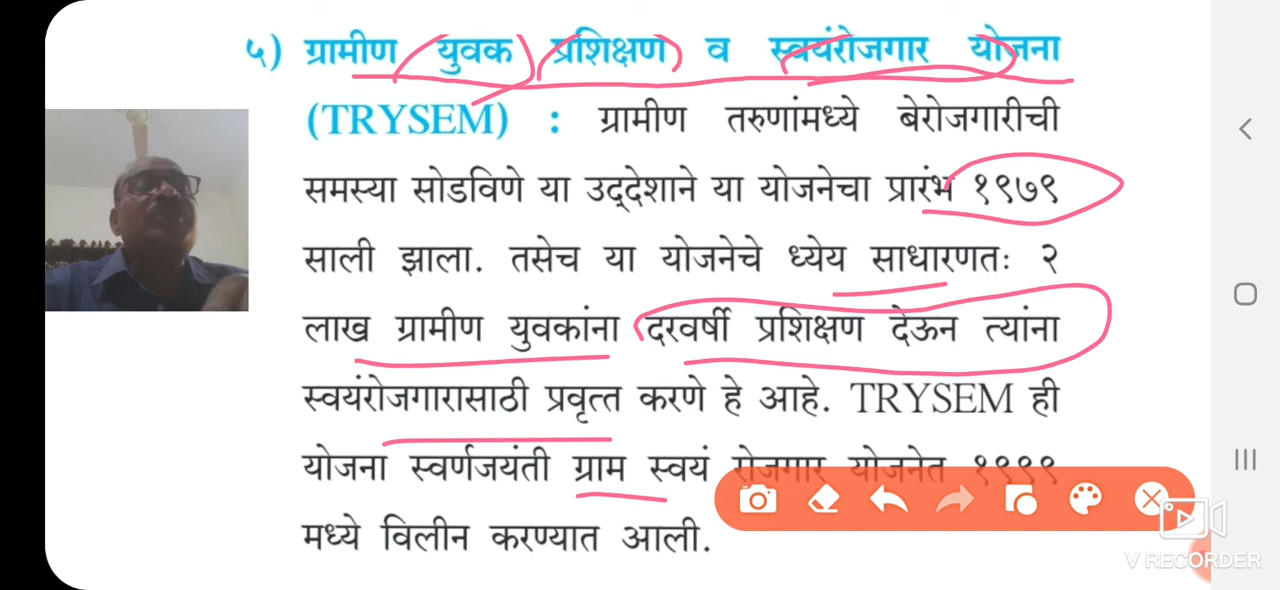 ५) ग्रामीण युवक प्रशिक्षण व स्वयंरोजगार योजना
(TRYSEM) : ग्रामीण तरुणांमध्ये बेरोजगारीची
समस्या सोडविणे या उद्देशाने या योजनेचा प्रारंभ १९७९
साली झाला. तसेच या योजनेचे ध्येय साधारणतः २
लाख ग्रामीण युवकांना दरवर्षी प्रशिक्षण देऊन त्यांना
स्वयंरोजगारासाठी प्रवृत्त करणे हे आहे. TRYSEM ही
योजना स्वर्णजयंती ग्राम स्वयं रोजगार योजनेत १९९९
मध्ये विलीन करण्यात आली.
V RECORDER